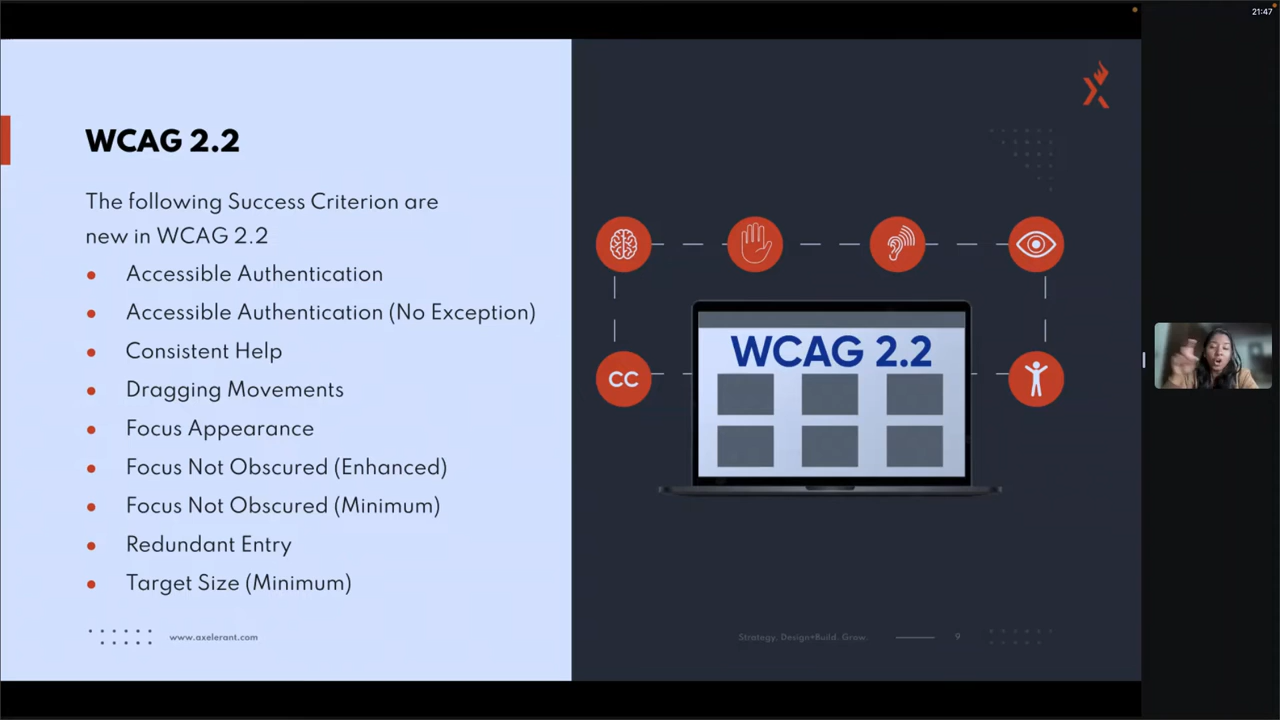 21:47
WCAG 2.2
The following Success Criterion are
new in WCAG 2.2
Accessible Authentication
Accessible Authentication (No Exception)
Consistent Help
Dragging Movements
Focus Appearance
Focus Not Obscured (Enhanced)
Focus Not Obscured (Minimum)
Redundant Entry
Target Size (Minimum)
www.axelerant.com
CC
WCAG 2.2
Strategy. Design+Build. Grow.
9